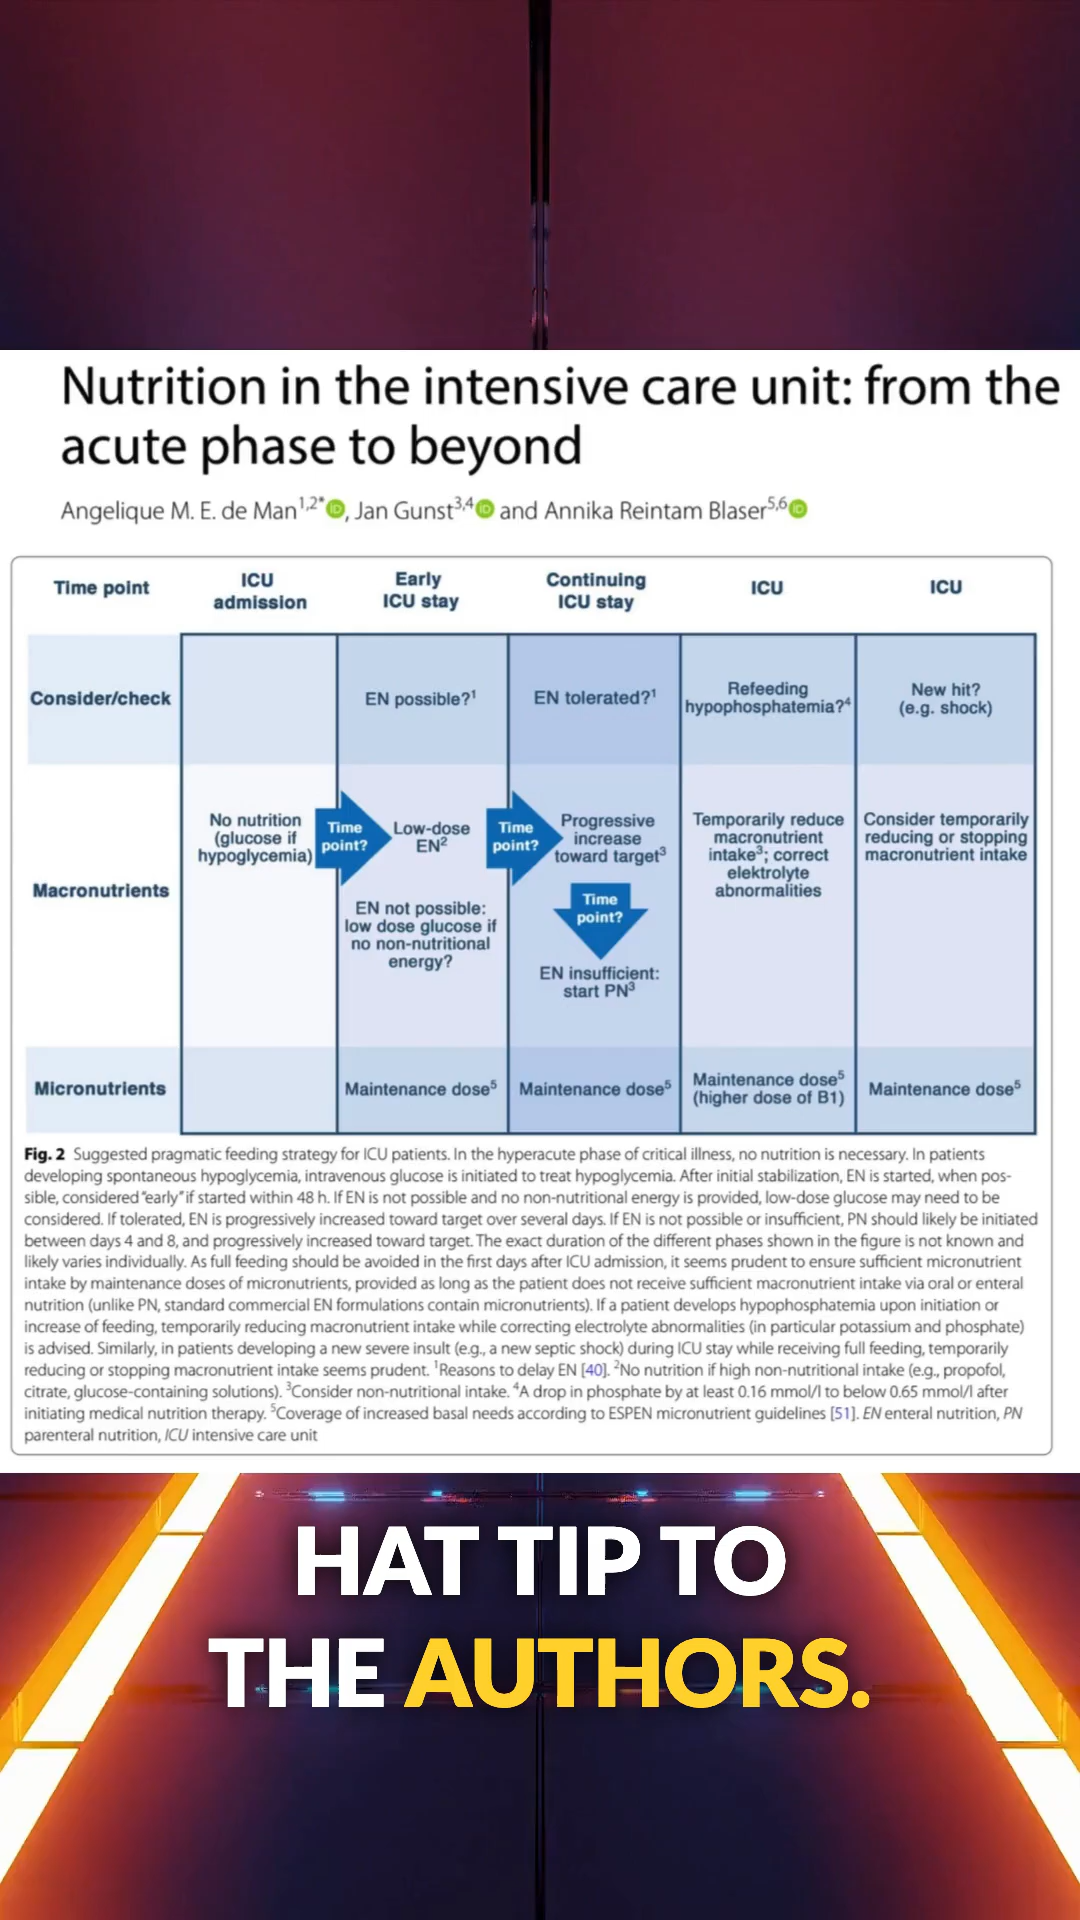 Nutrition in the intensive care unit: from the
acute phase to beyond
Angelique M. E. de Man1,2*iD, Jan Gunst3,4iD and Annika Reintam Blaser5,6iD
Time point
ICU
admission
Early
ICU stay
Continuing
ICU stay
ICU
ICU
Consider/check
EN possible?1
EN tolerated?1
Refeeding
hypophosphatemia?4
New hit?
(e.g. shock)
Macronutrients
No nutrition
(glucose if
hypoglycemia)
Time
point?
Low-dose
EN2
EN not possible:
low dose glucose if
no non-nutritional
energy?
Time
point?
Progressive
increase
toward target3
Time
point?
EN insufficient:
start PN3
Temporarily reduce
macronutrient
intake3; correct
elektrolyte
abnormalities
Consider temporarily
reducing or stopping
macronutrient intake
Micronutrients
Maintenance dose5
Maintenance dose5
Maintenance dose5
(higher dose of B1)
Maintenance dose5
Fig. 2 Suggested pragmatic feeding strategy for ICU patients. In the hyperacute phase of critical illness, no nutrition is necessary. In patients
developing spontaneous hypoglycemia, intravenous glucose is initiated to treat hypoglycemia. After initial stabilization, EN is started, when pos-
sible, considered “early” if started within 48 h. If EN is not possible and no non-nutritional energy is provided, low-dose glucose may need to be
considered. If tolerated, EN is progressively increased toward target over several days. If EN is not possible or insufficient, PN should likely be initiated
between days 4 and 8, and progressively increased toward target. The exact duration of the different phases shown in the figure is not known and
likely varies individually. As full feeding should be avoided in the first days after ICU admission, it seems prudent to ensure sufficient micronutrient
intake by maintenance doses of micronutrients, provided as long as the patient does not receive sufficient macronutrient intake via oral or enteral
nutrition (unlike PN, standard commercial EN formulations contain micronutrients). If a patient develops hypophosphatemia upon initiation or
increase of feeding, temporarily reducing macronutrient intake while correcting electrolyte abnormalities (in particular potassium and phosphate)
is advised. Similarly, in patients developing a new severe insult (e.g., a new septic shock) during ICU stay while receiving full feeding, temporarily
reducing or stopping macronutrient intake seems prudent. 1Reasons to delay EN [40]. 2No nutrition if high non-nutritional intake (e.g., propofol,
citrate, glucose-containing solutions). 3Consider non-nutritional intake. 4A drop in phosphate by at least 0.16 mmol/l to below 0.65 mmol/l after
initiating medical nutrition therapy. 5Coverage of increased basal needs according to ESPEN micronutrient guidelines [51]. EN enteral nutrition, PN
parenteral nutrition, ICU intensive care unit
HAT TIP TO
THE AUTHORS.